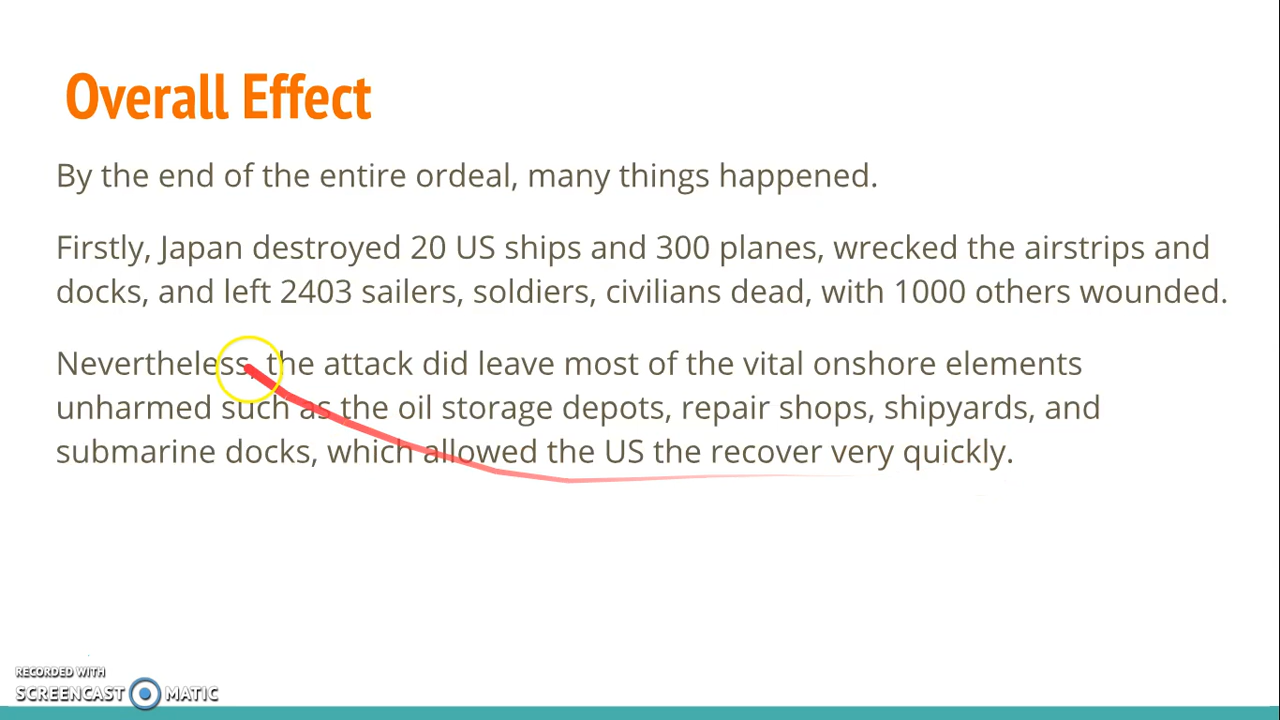 Overall Effect
By the end of the entire ordeal, many things happened.
Firstly, Japan destroyed 20 US ships and 300 planes, wrecked the airstrips and
docks, and left 2403 sailers, soldiers, civilians dead, with 1000 others wounded.
Nevertheless, the attack did leave most of the vital onshore elements
unharmed such as the oil storage depots, repair shops, shipyards, and
submarine docks, which allowed the US the recover very quickly.
RECORDED WITH
SCREENCAST MATIC